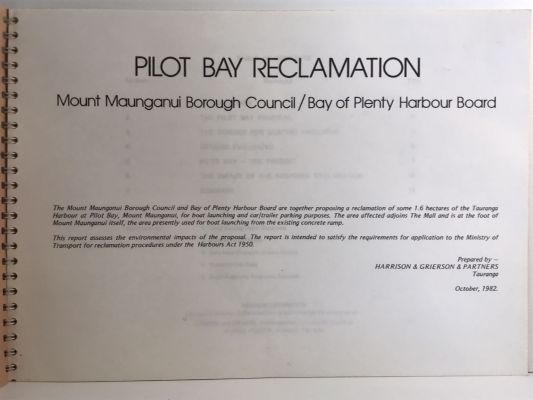 PILOT BAY RECLAMATION
Mount Maunganui Borough Council/Bay of Plenty Harbour Board
The Mount Maunganui Borough Council and Bay of Plenty Harbour Board are together proposing a reclamation of some 1.6 hectares of the Tauranga
Harbour at Pilot Bay, Mount Maunganui, for boat launching and car/trailer parking purposes. The area affected adjoins The Mall and is at the foot of
Mount Maunganui itself, the area presently used for boat launching from the existing concrete ramp.
This report assesses the environmental impacts of the proposal. The report is intended to satisfy the requirements for application to the Ministry of
Transport for reclamation procedures under the Harbours Act 1950.
Prepared by —
HARRISON & GRIERSON & PARTNERS
Tauranga
October, 1982.